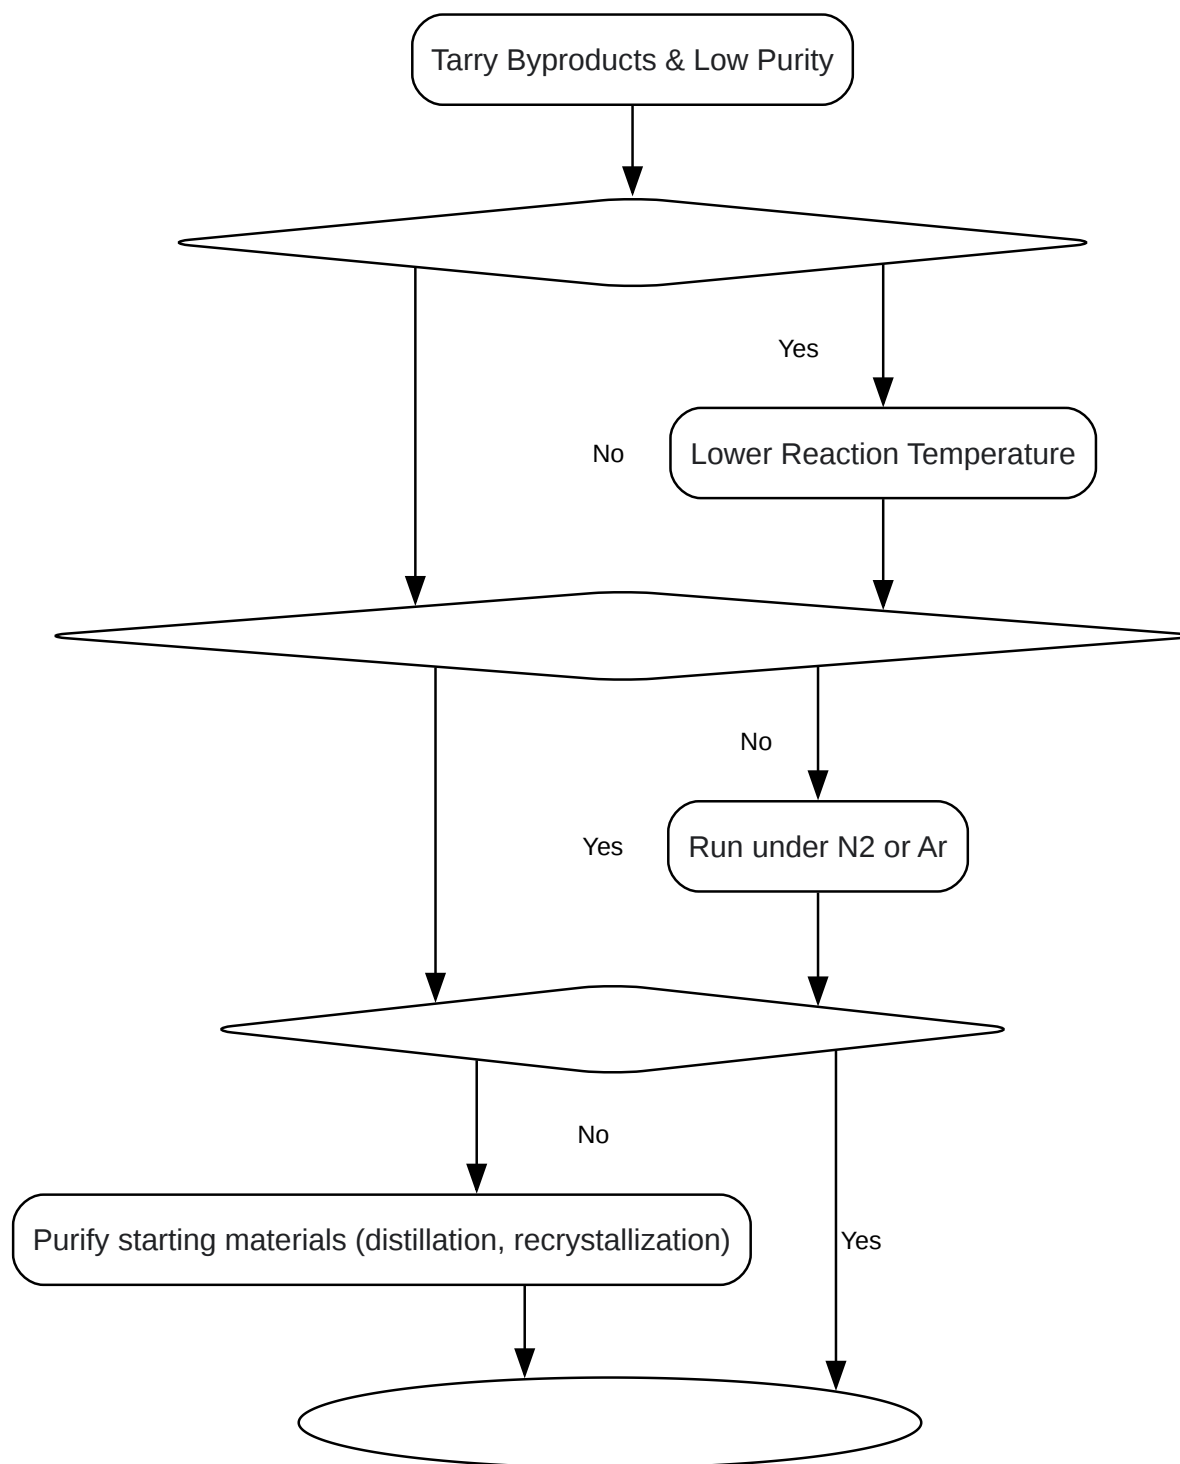 Tarry Byproducts & Low Purity
Yes
No
Lower Reaction Temperature
No
Yes
Run under N2 or Ar
No
Purify starting materials (distillation, recrystallization)
Yes